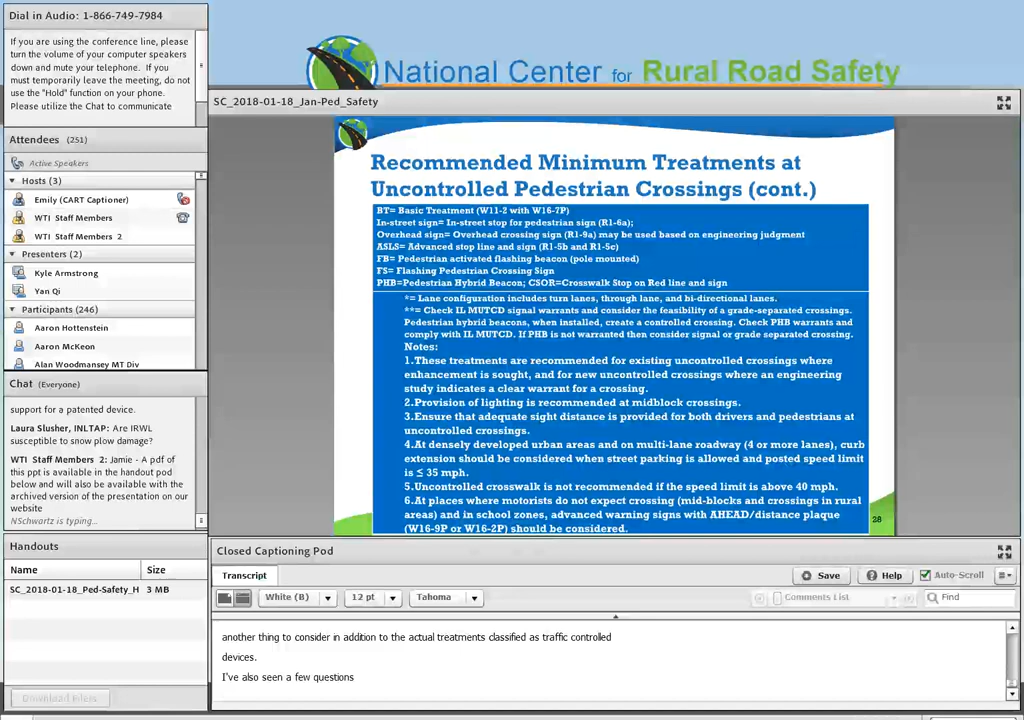 Dial in Audio: 1-866-749-7984
If you are using the conference line, please
turn the volume of your computer speakers
down and mute your telephone. If you
must temporarily leave the meeting, do not
use the "Hold" function on your phone.
Please utilize the Chat to communicate
Attendees (251)
Active Speakers
Hosts (3)
Emily (CART Captioner)
WTI Staff Members
WTI Staff Members 2
Presenters (2)
Kyle Armstrong
Yan Qi
Participants (246)
Aaron Hottenstein
Aaron McKeon
Alan Woodmansey MT Div
Chat (Everyone)
support for a patented device.
Laura Slusher, INLTAP: Are IRWL
susceptible to snow plow damage?
WTI Staff Members 2: Jamie - A pdf of
this ppt is available in the handout pod
below and will also be available with the
archived version of the presentation on our
website
NSchwartz is typing...
Handouts
Name Size
SC_2018-01-18_Ped-Safety_H 3 MB
Download Files
National Center for Rural Road Safety
SC_2018-01-18_Jan-Ped_Safety
Recommended Minimum Treatments at
Uncontrolled Pedestrian Crossings (cont.)
BT= Basic Treatment (W11-2 with W16-7P)
In-street sign= In-street stop for pedestrian sign (R1-6a);
Overhead sign= Overhead crossing sign (R1-9a) may be used based on engineering judgment
ASLS= Advanced stop line and sign (R1-5b and R1-5c)
FB= Pedestrian activated flashing beacon (pole mounted)
FS= Flashing Pedestrian Crossing Sign
PHB=Pedestrian Hybrid Beacon; CSOR=Crosswalk Stop on Red line and sign
*= Lane configuration includes turn lanes, through lane, and bi-directional lanes.
**= Check IL MUTCD signal warrants and consider the feasibility of a grade-separated crossings.
Pedestrian hybrid beacons, when installed, create a controlled crossing. Check PHB warrants and
comply with IL MUTCD. If PHB is not warranted then consider signal or grade separated crossing.
Notes:
1.These treatments are recommended for existing uncontrolled crossings where
enhancement is sought, and for new uncontrolled crossings where an engineering
study indicates a clear warrant for a crossing.
2.Provision of lighting is recommended at midblock crossings.
3.Ensure that adequate sight distance is provided for both drivers and pedestrians at
uncontrolled crossings.
4.At densely developed urban areas and on multi-lane roadway (4 or more lanes), curb
extension should be considered when street parking is allowed and posted speed limit
is ≤ 35 mph.
5.Uncontrolled crosswalk is not recommended if the speed limit is above 40 mph.
6.At places where motorists do not expect crossing (mid-blocks and crossings in rural
areas) and in school zones, advanced warning signs with AHEAD/distance plaque
(W16-9P or W16-2P) should be considered.
28
Closed Captioning Pod
Transcript Save Help Auto-Scroll
White (B) 12 pt Tahoma Comments List Find
another thing to consider in addition to the actual treatments classified as traffic controlled
devices.
I've also seen a few questions